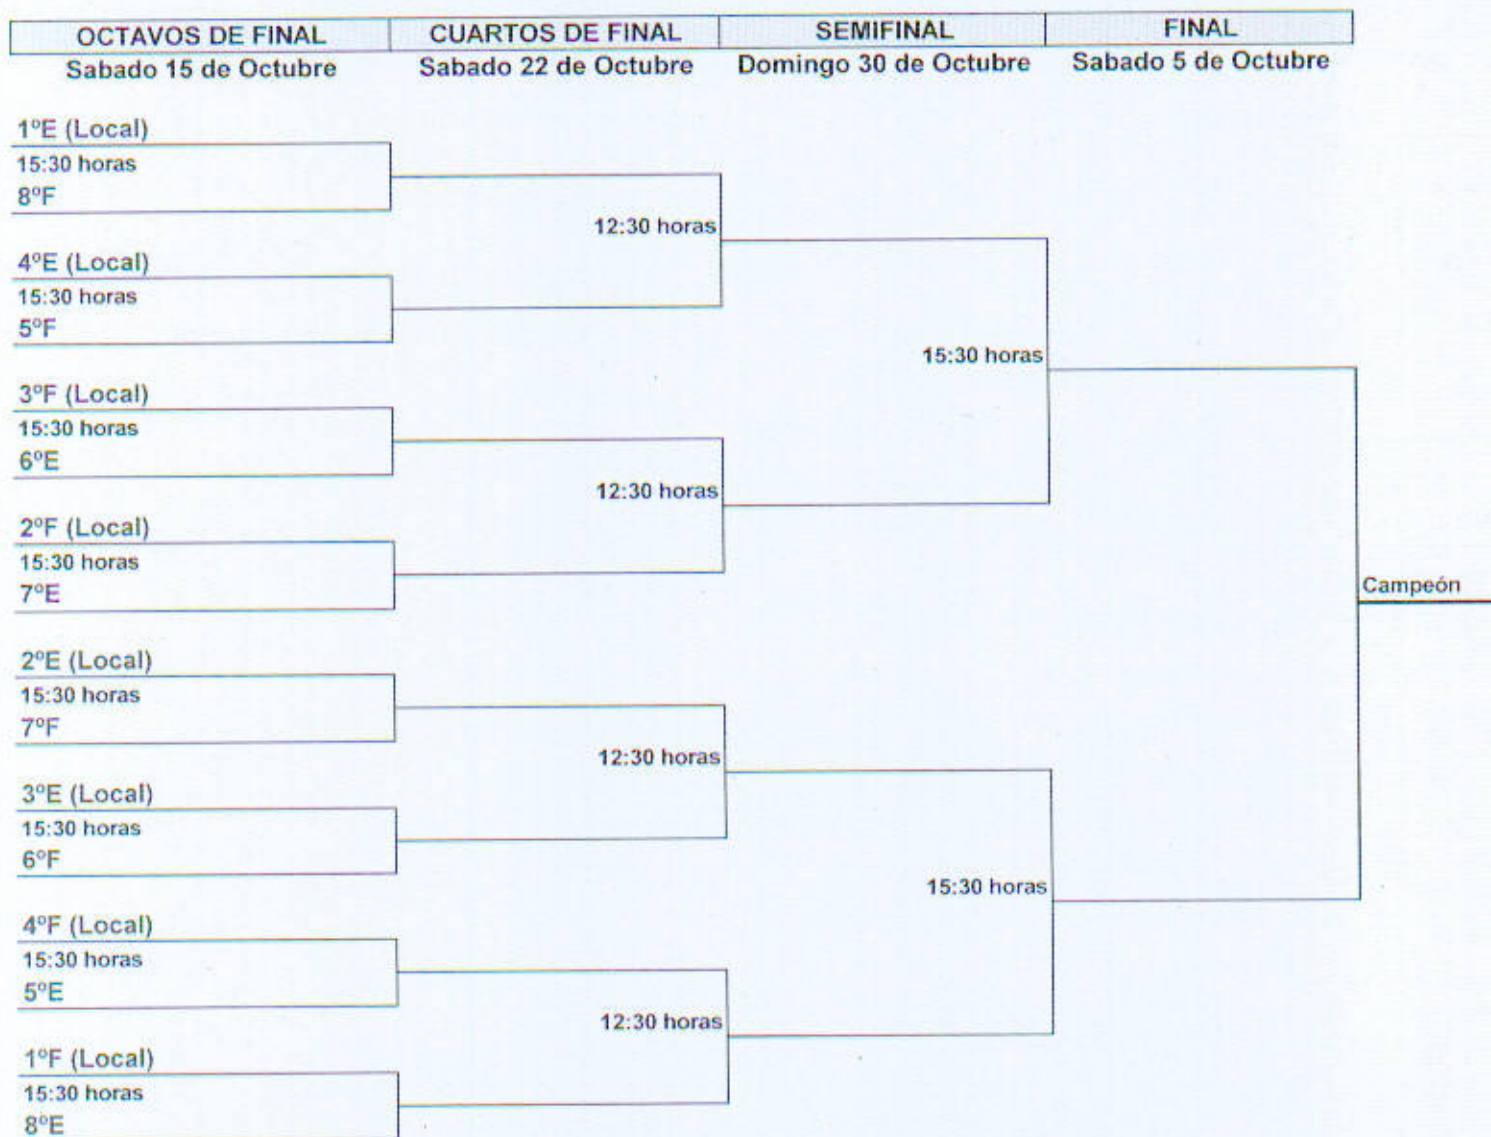 OCTAVOS DE FINAL CUARTOS DE FINAL SEMIFINAL FINAL
Sabado 15 de Octubre Sabado 22 de Octubre Domingo 30 de Octubre Sabado 5 de Octubre
1ºE (Local)
15:30 horas
8ºF
12:30 horas
4ºE (Local)
15:30 horas
5ºF
15:30 horas
3ºF (Local)
15:30 horas
6ºE
12:30 horas
2ºF (Local)
15:30 horas
7ºE
Campeón
2ºE (Local)
15:30 horas
7ºF
12:30 horas
3ºE (Local)
15:30 horas
6ºF
15:30 horas
4ºF (Local)
15:30 horas
5ºE
12:30 horas
1ºF (Local)
15:30 horas
8ºE